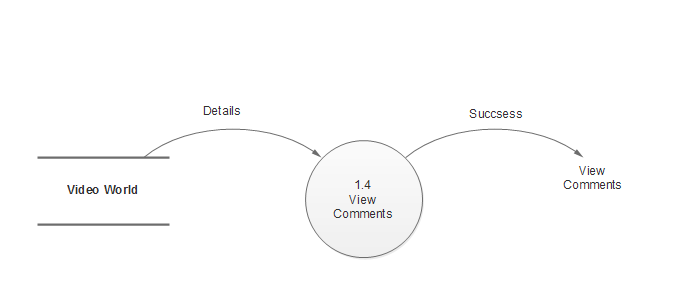 Details
Succsess
Video World
1.4
View
Comments
View
Comments